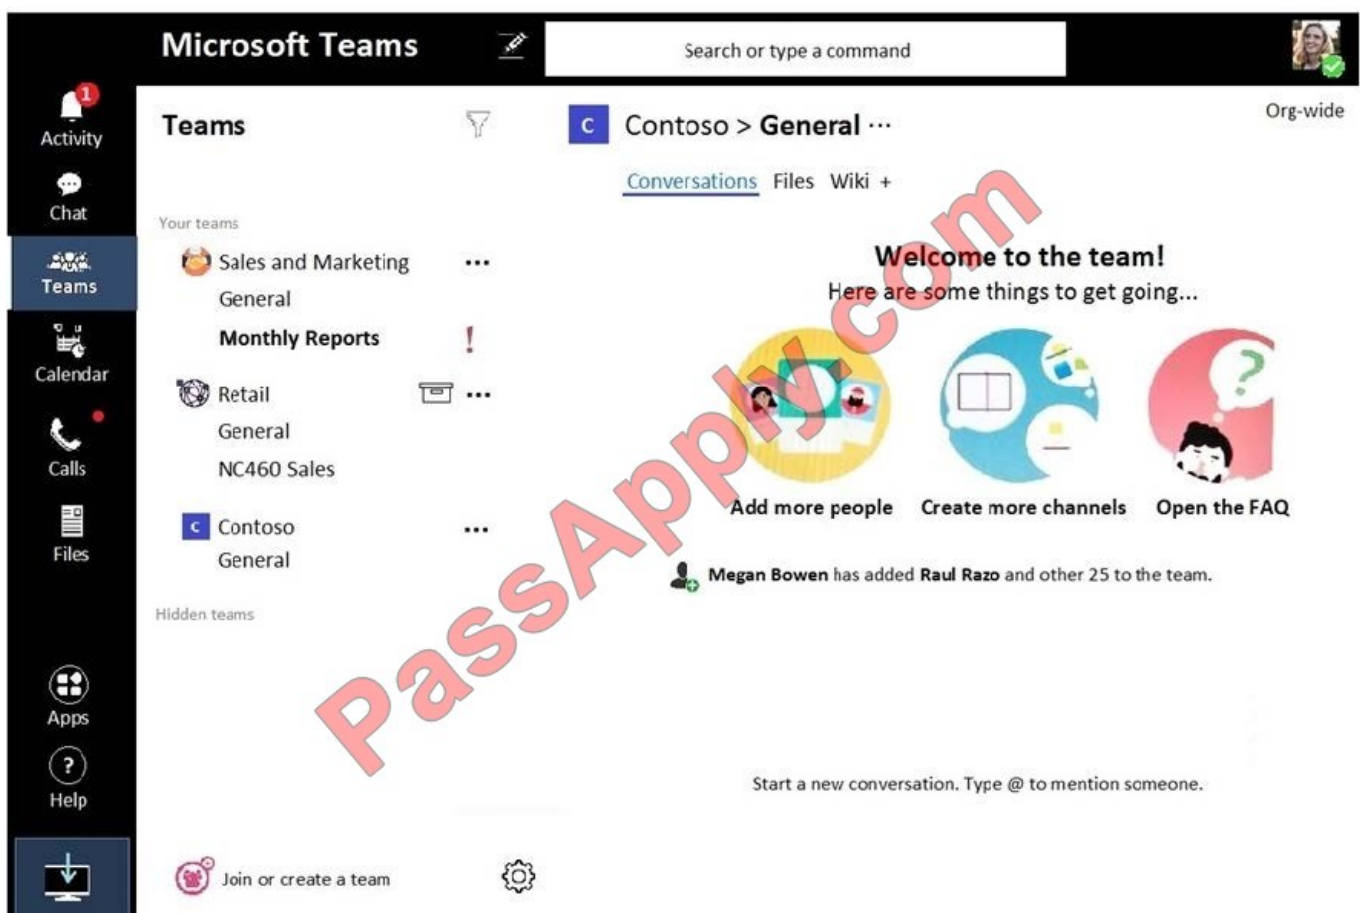 Microsoft Teams
Search or type a command
1
Activity
Chat
Teams
Calendar
Calls
Files
Apps
?
Help
Teams
Your teams
Sales and Marketing
...
General
Monthly Reports
!
Retail
...
General
NC460 Sales
C Contoso
...
General
Hidden teams
Join or create a team
C Contoso > General ...
Org-wide
Conversations Files Wiki +
Welcome to the team!
Here are some things to get going...
?
Add more people
Create more channels
Open the FAQ
Megan Bowen has added Raul Razo and other 25 to the team.
Start a new conversation. Type @ to mention someone.
PassApply.com